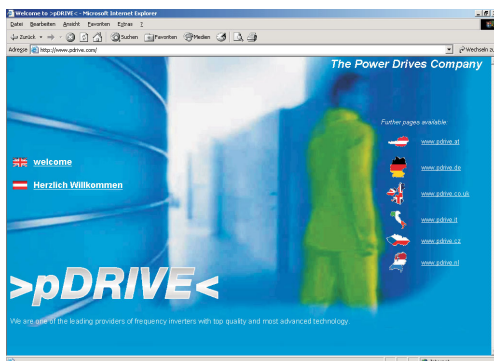 Welcome to >pDRIVE< - Microsoft Internet Explorer
Datei Bearbeiten Ansicht Favoriten Extras ?
Zurück Suchen Favoriten Medien
Adresse http://www.pdrive.com/ Wechseln zu
The Power Drives Company
Further pages available:
www.pdrive.at
welcome
www.pdrive.de
Herzlich Willkommen
www.pdrive.co.uk
www.pdrive.it
www.pdrive.cz
www.pdrive.nl
>pDRIVE<
We are one of the leading providers of frequency inverters with top quality and most advanced technology.
Internet